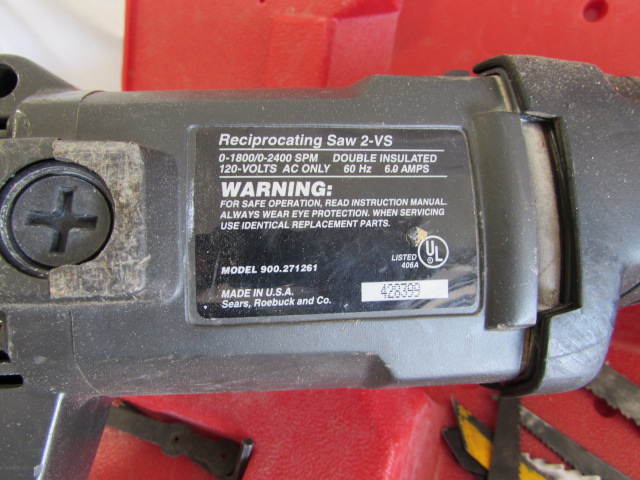 Reciprocating Saw 2-VS
0-1800/0-2400 SPM DOUBLE INSULATED
120-VOLTS AC ONLY 60 Hz 6.0 AMPS
WARNING:
FOR SAFE OPERATION, READ INSTRUCTION MANUAL.
ALWAYS WEAR EYE PROTECTION. WHEN SERVICING
USE IDENTICAL REPLACEMENT PARTS.
LISTED UL
406A
MODEL 900.271261
MADE IN U.S.A. 428399
Sears, Roebuck and Co.